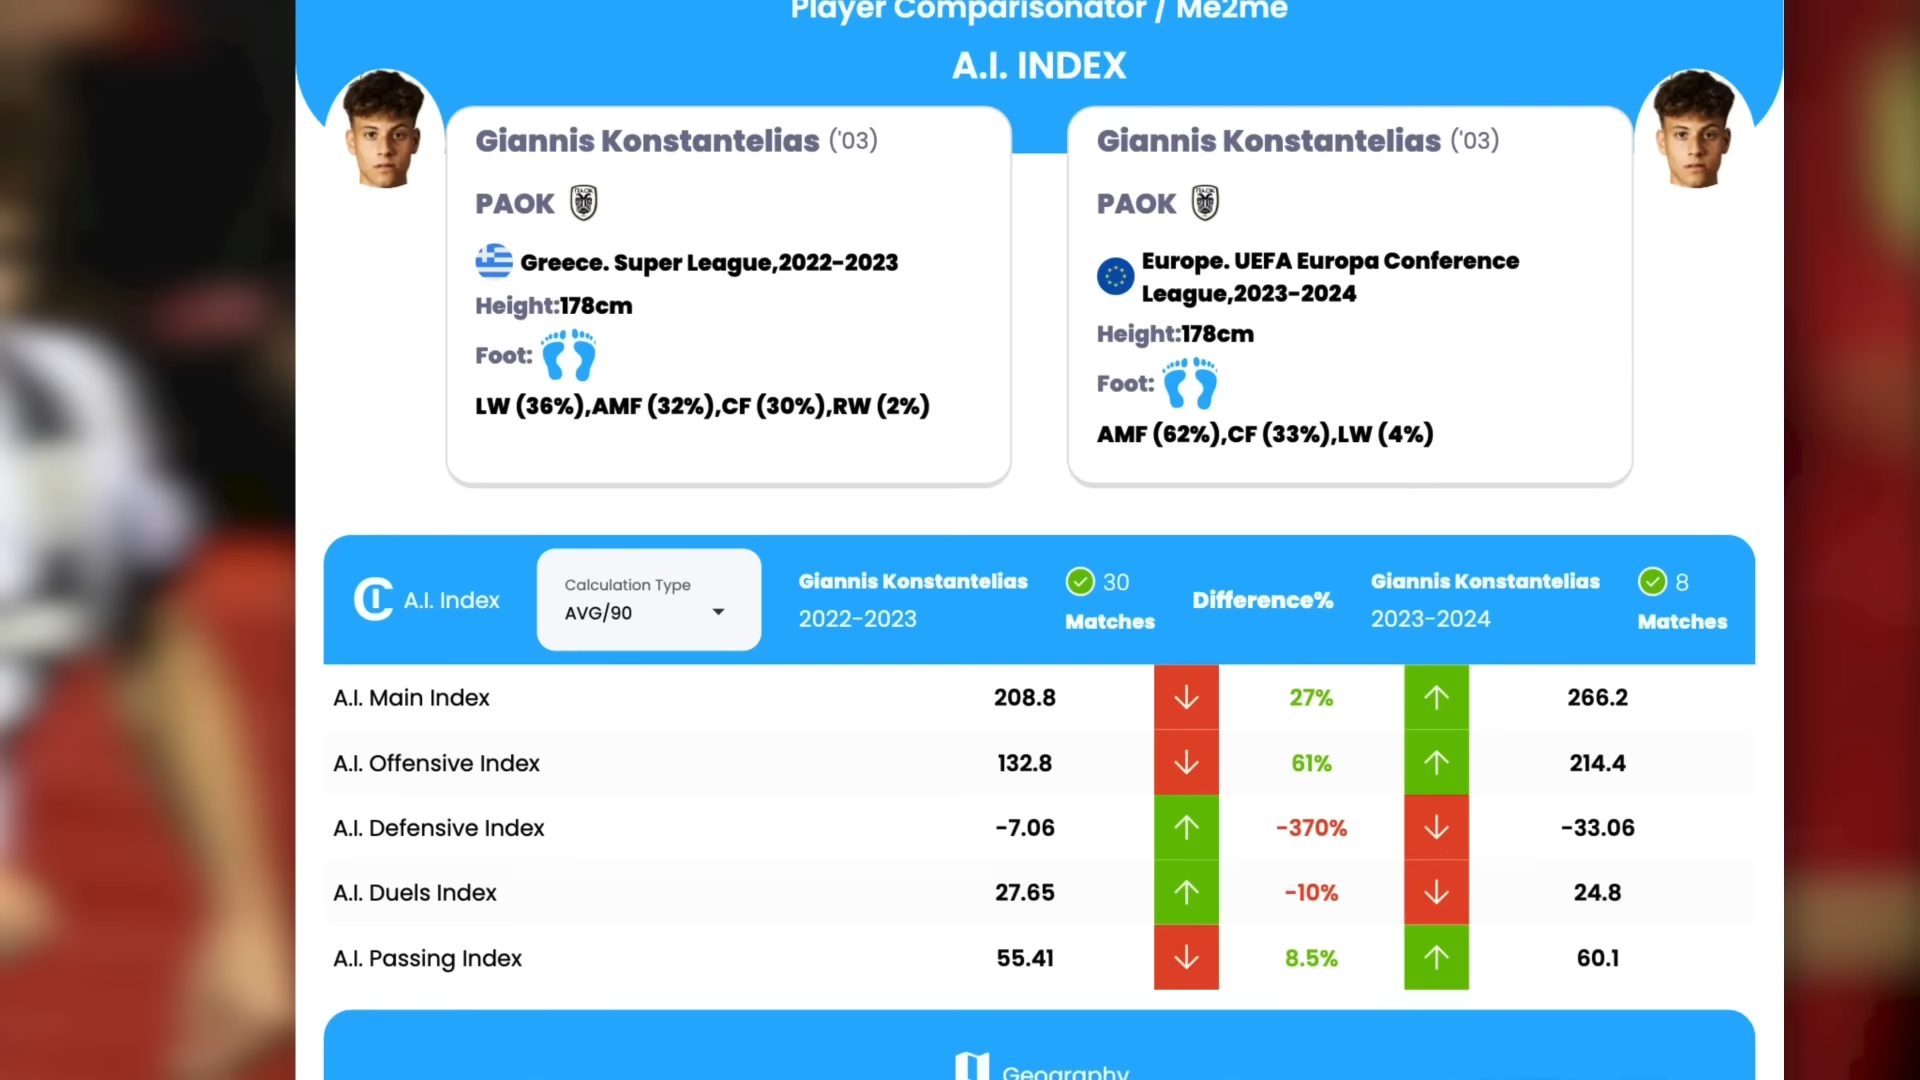 Player Comparisonator / Me2me
A.I. INDEX
Giannis Konstantelias ('03)
PAOK
Greece. Super League,2022-2023
Height:178cm
Foot:
LW (36%),AMF (32%),CF (30%),RW (2%)
Giannis Konstantelias ('03)
PAOK
Europe. UEFA Europa Conference
League,2023-2024
Height:178cm
Foot:
AMF (62%),CF (33%),LW (4%)
A.I. Index
Calculation Type
AVG/90
Giannis Konstantelias
2022-2023
30
Matches
Difference%
Giannis Konstantelias
2023-2024
8
Matches
A.I. Main Index 208.8 27% 266.2
A.I. Offensive Index 132.8 61% 214.4
A.I. Defensive Index -7.06 -370% -33.06
A.I. Duels Index 27.65 -10% 24.8
A.I. Passing Index 55.41 8.5% 60.1
Geography